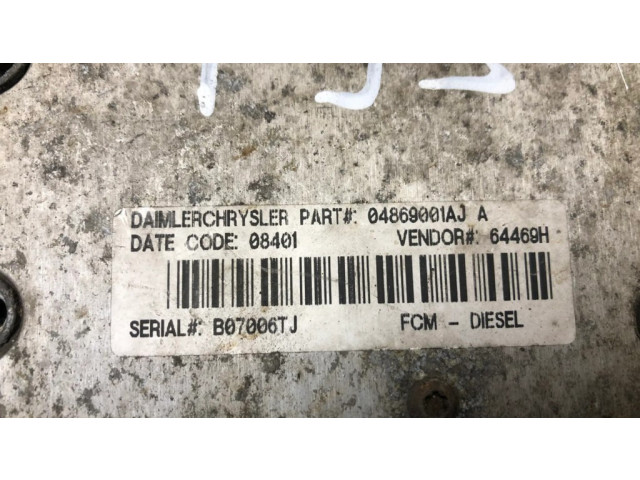 DAIMLERCHRYSLER PART#: 04869001AJ A
DATE CODE: 08401 VENDOR#: 64469H
SERIAL#: B07006TJ FCM - DIESEL